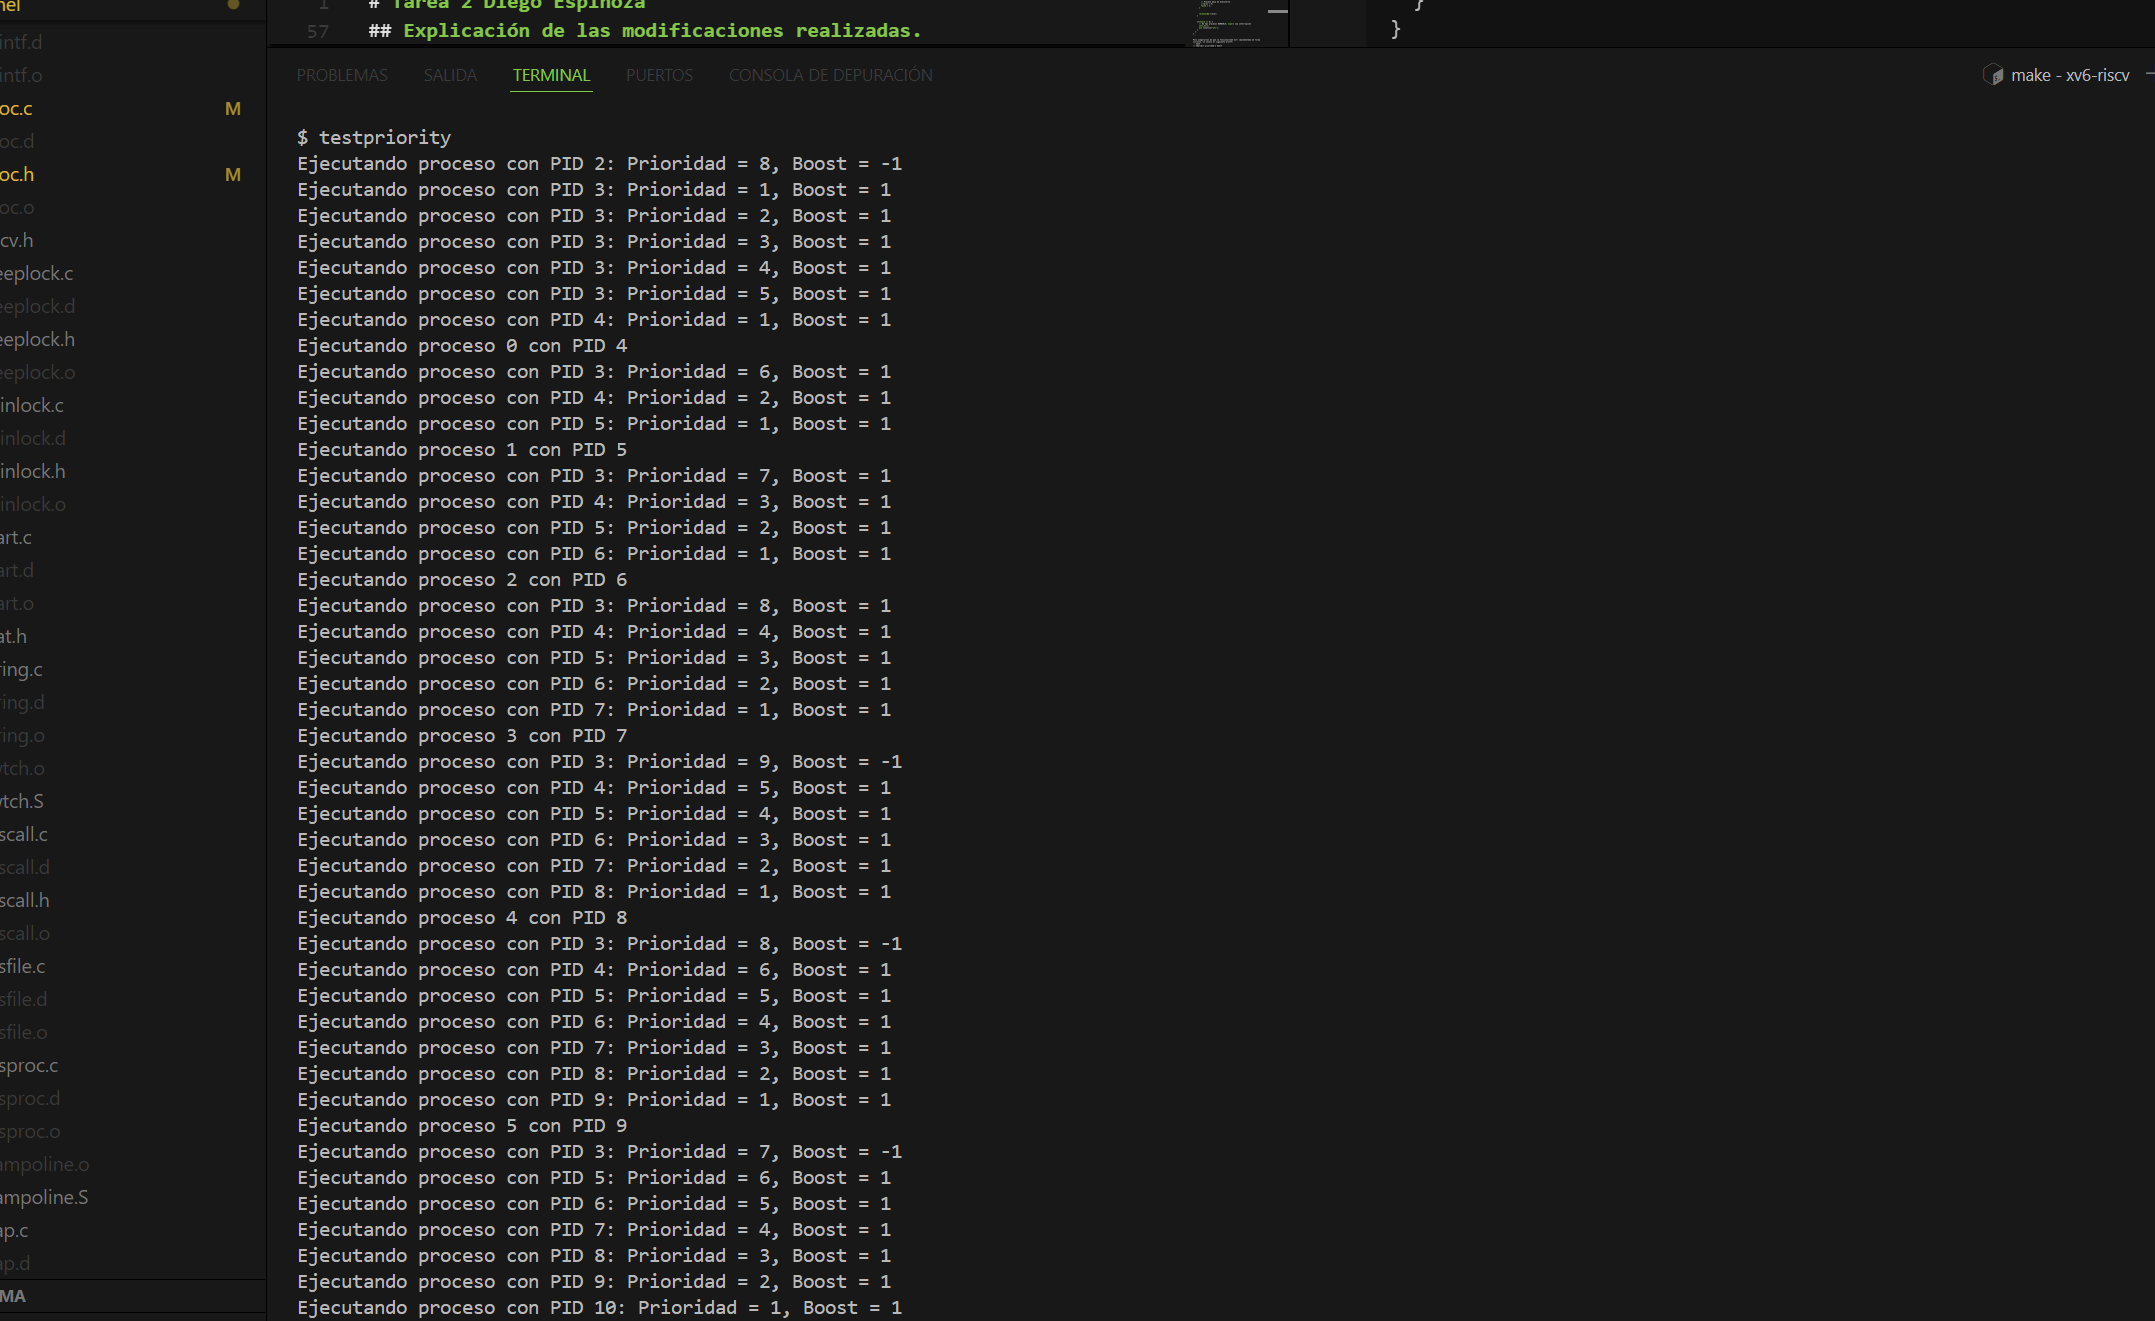 nel
1 # Tarea 2 Diego Espinoza
57 ## Explicación de las modificaciones realizadas.
}
}
PROBLEMAS SALIDA TERMINAL PUERTOS CONSOLA DE DEPURACIÓN
make - xv6-riscv
intf.d
intf.o
oc.c M
oc.d
oc.h M
oc.o
cv.h
eeplock.c
eeplock.d
eeplock.h
eeplock.o
inlock.c
inlock.d
inlock.h
inlock.o
art.c
art.d
art.o
at.h
ring.c
ring.d
ring.o
vtch.o
vtch.S
scall.c
scall.d
scall.h
scall.o
sfile.c
sfile.d
sfile.o
sproc.c
sproc.d
sproc.o
ampoline.o
ampoline.S
ap.c
ap.d
MA
$ testpriority
Ejecutando proceso con PID 2: Prioridad = 8, Boost = -1
Ejecutando proceso con PID 3: Prioridad = 1, Boost = 1
Ejecutando proceso con PID 3: Prioridad = 2, Boost = 1
Ejecutando proceso con PID 3: Prioridad = 3, Boost = 1
Ejecutando proceso con PID 3: Prioridad = 4, Boost = 1
Ejecutando proceso con PID 3: Prioridad = 5, Boost = 1
Ejecutando proceso con PID 4: Prioridad = 1, Boost = 1
Ejecutando proceso 0 con PID 4
Ejecutando proceso con PID 3: Prioridad = 6, Boost = 1
Ejecutando proceso con PID 4: Prioridad = 2, Boost = 1
Ejecutando proceso con PID 5: Prioridad = 1, Boost = 1
Ejecutando proceso 1 con PID 5
Ejecutando proceso con PID 3: Prioridad = 7, Boost = 1
Ejecutando proceso con PID 4: Prioridad = 3, Boost = 1
Ejecutando proceso con PID 5: Prioridad = 2, Boost = 1
Ejecutando proceso con PID 6: Prioridad = 1, Boost = 1
Ejecutando proceso 2 con PID 6
Ejecutando proceso con PID 3: Prioridad = 8, Boost = 1
Ejecutando proceso con PID 4: Prioridad = 4, Boost = 1
Ejecutando proceso con PID 5: Prioridad = 3, Boost = 1
Ejecutando proceso con PID 6: Prioridad = 2, Boost = 1
Ejecutando proceso con PID 7: Prioridad = 1, Boost = 1
Ejecutando proceso 3 con PID 7
Ejecutando proceso con PID 3: Prioridad = 9, Boost = -1
Ejecutando proceso con PID 4: Prioridad = 5, Boost = 1
Ejecutando proceso con PID 5: Prioridad = 4, Boost = 1
Ejecutando proceso con PID 6: Prioridad = 3, Boost = 1
Ejecutando proceso con PID 7: Prioridad = 2, Boost = 1
Ejecutando proceso con PID 8: Prioridad = 1, Boost = 1
Ejecutando proceso 4 con PID 8
Ejecutando proceso con PID 3: Prioridad = 8, Boost = -1
Ejecutando proceso con PID 4: Prioridad = 6, Boost = 1
Ejecutando proceso con PID 5: Prioridad = 5, Boost = 1
Ejecutando proceso con PID 6: Prioridad = 4, Boost = 1
Ejecutando proceso con PID 7: Prioridad = 3, Boost = 1
Ejecutando proceso con PID 8: Prioridad = 2, Boost = 1
Ejecutando proceso con PID 9: Prioridad = 1, Boost = 1
Ejecutando proceso 5 con PID 9
Ejecutando proceso con PID 3: Prioridad = 7, Boost = -1
Ejecutando proceso con PID 5: Prioridad = 6, Boost = 1
Ejecutando proceso con PID 6: Prioridad = 5, Boost = 1
Ejecutando proceso con PID 7: Prioridad = 4, Boost = 1
Ejecutando proceso con PID 8: Prioridad = 3, Boost = 1
Ejecutando proceso con PID 9: Prioridad = 2, Boost = 1
Ejecutando proceso con PID 10: Prioridad = 1, Boost = 1